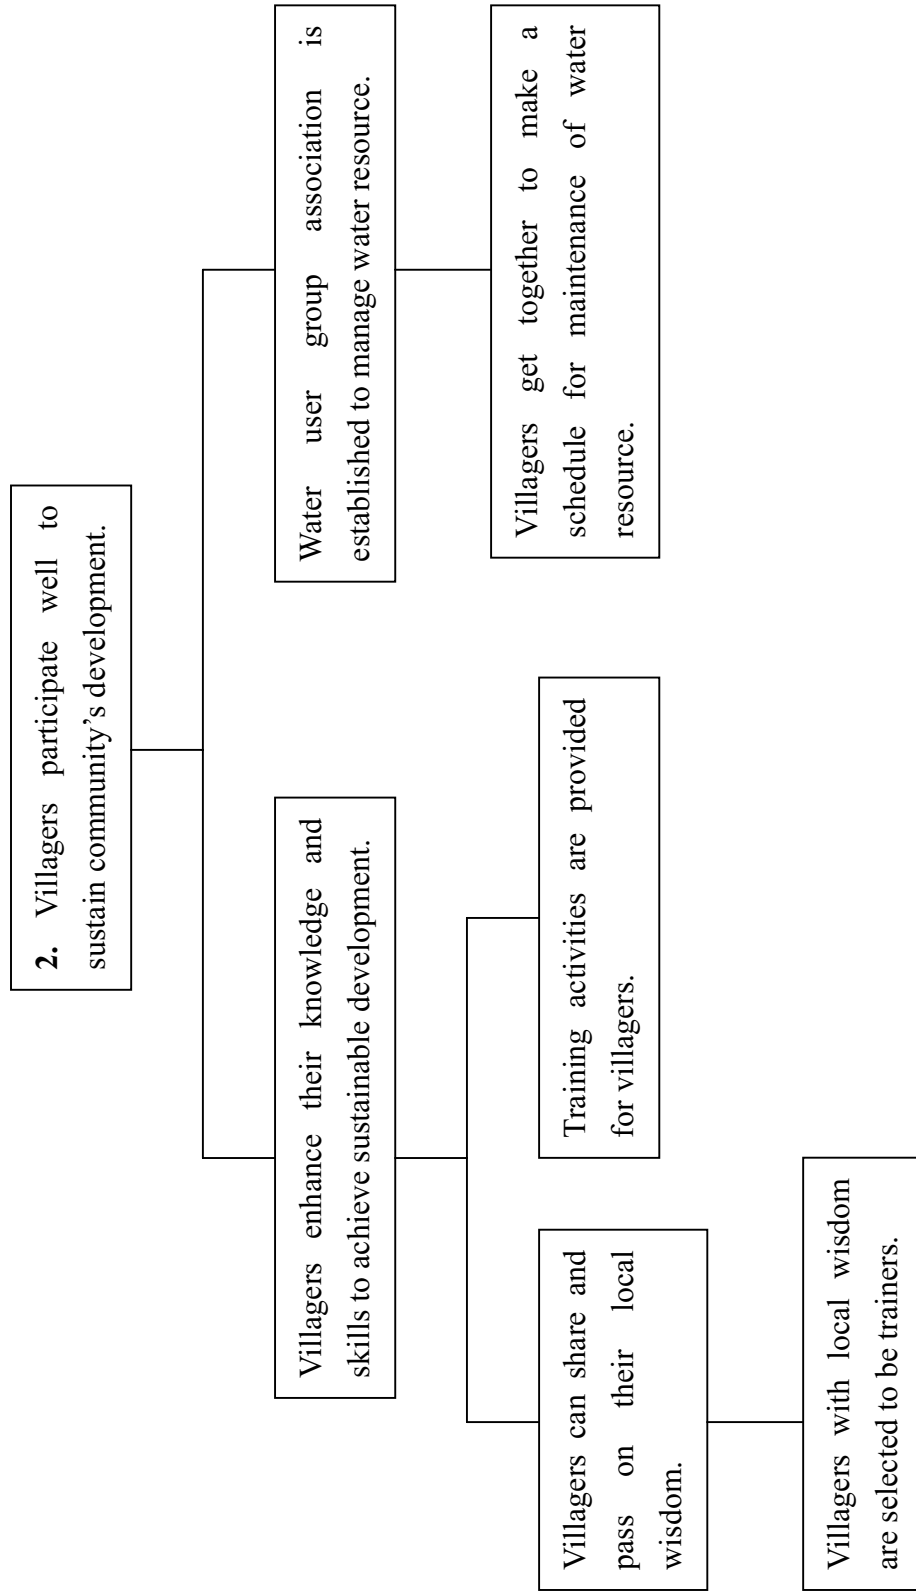 2. Villagers participate well to
sustain community’s development.
Villagers enhance their knowledge and
skills to achieve sustainable development.
Water user group association is
established to manage water resource.
Villagers can share and
pass on their local
wisdom.
Training activities are provided
for villagers.
Villagers get together to make a
schedule for maintenance of water
resource.
Villagers with local wisdom
are selected to be trainers.